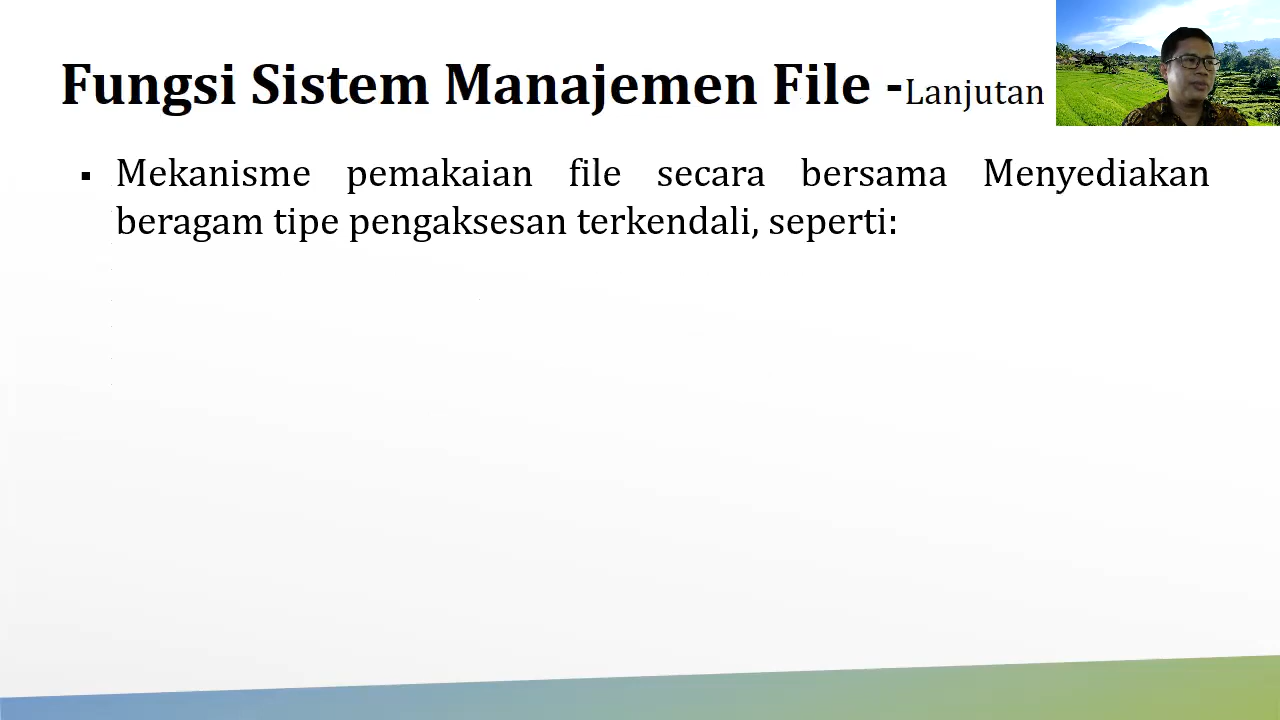 Fungsi Sistem Manajemen File -Lanjutan
▪ Mekanisme pemakaian file secara bersama Menyediakan
beragam tipe pengaksesan terkendali, seperti: